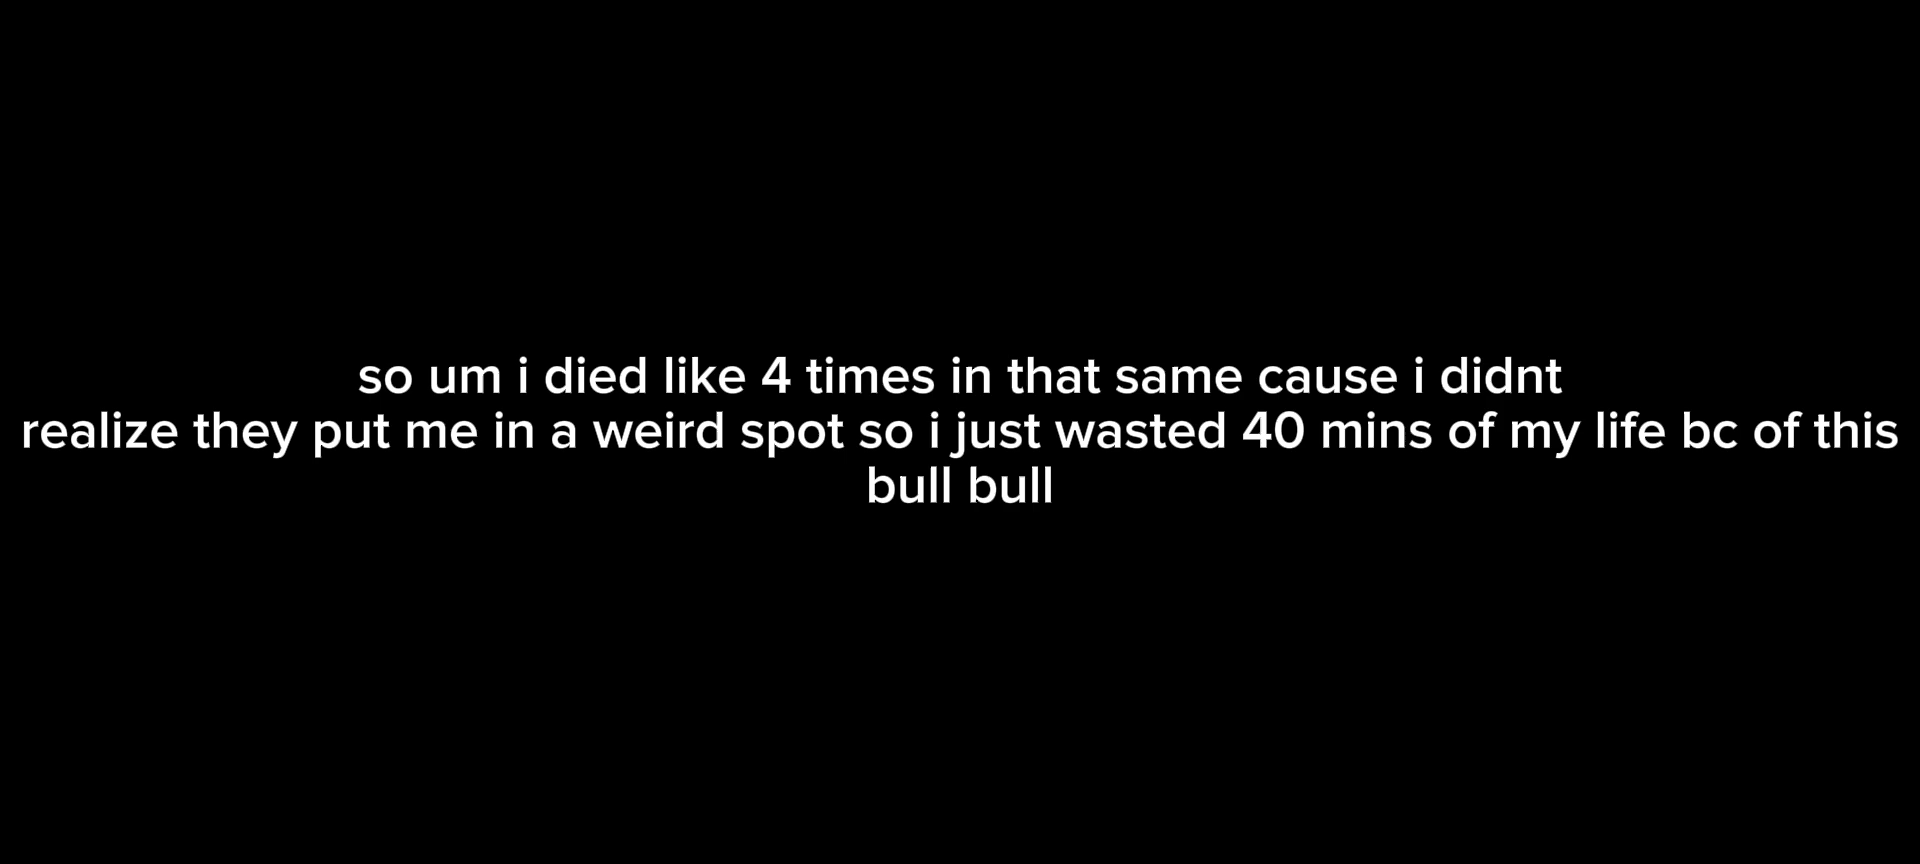 so um i died like 4 times in that same cause i didnt
realize they put me in a weird spot so i just wasted 40 mins of my life bc of this
bull bull